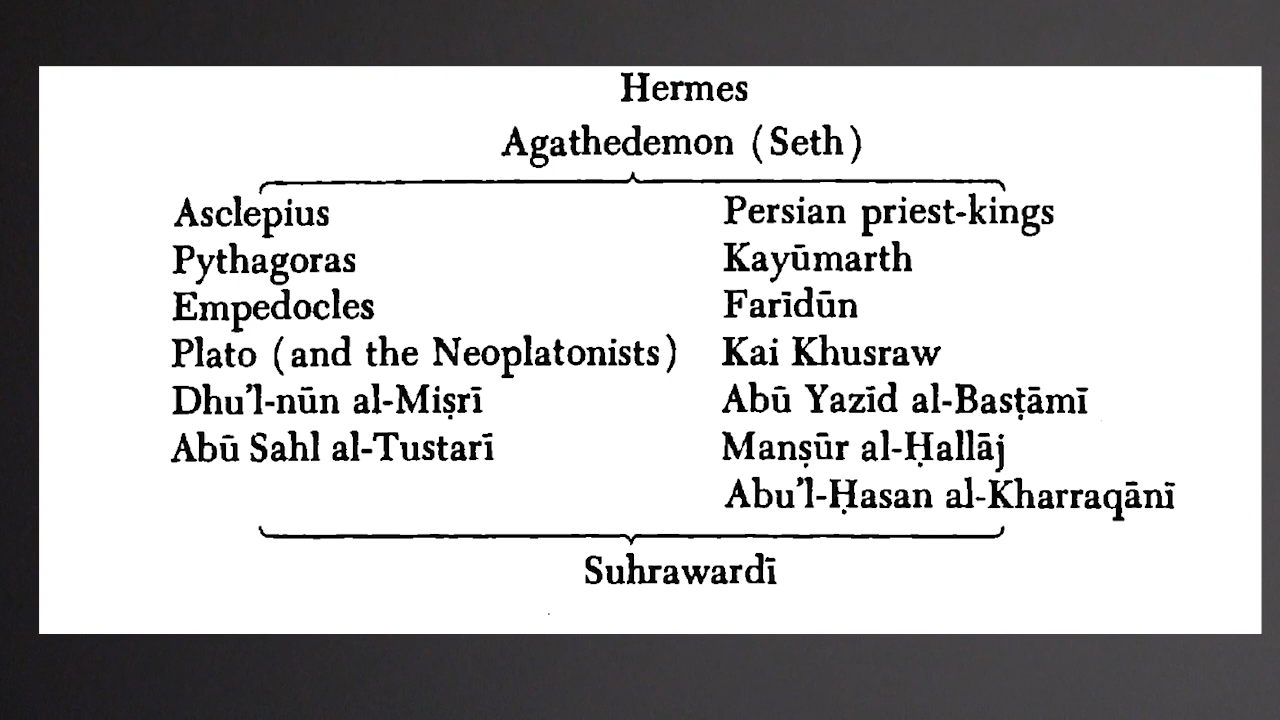 Hermes
Agathedemon (Seth)
Asclepius
Pythagoras
Empedocles
Plato (and the Neoplatonists)
Dhu’l-nūn al-Miṣrī
Abū Sahl al-Tustarī
Persian priest-kings
Kayūmarth
Farīdūn
Kai Khusraw
Abū Yazīd al-Basṭāmī
Manṣūr al-Ḥallāj
Abu’l-Ḥasan al-Kharraqānī
Suhrawardī